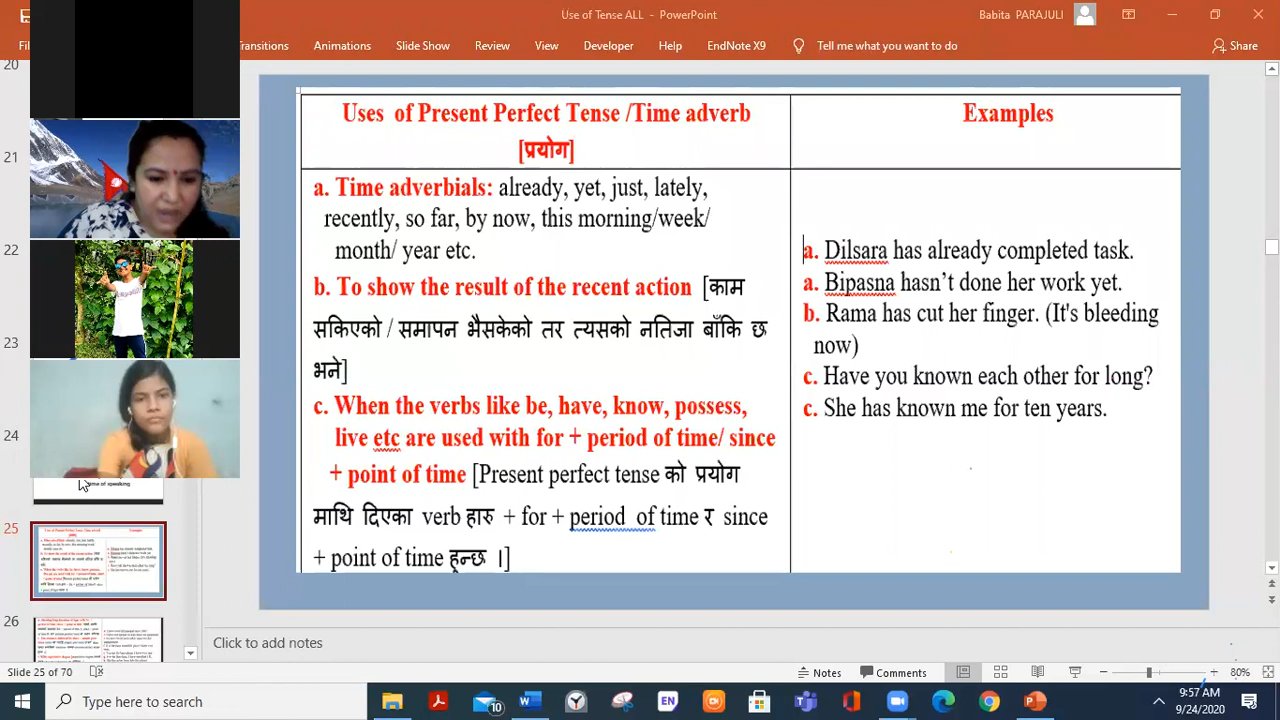 Use of Tense ALL - PowerPoint
Babita PARAJULI
Transitions Animations Slide Show Review View Developer Help EndNote X9 Tell me what you want to do Share
Uses of Present Perfect Tense /Time adverb
[प्रयोग]
Examples
a. Time adverbials: already, yet, just, lately,
recently, so far, by now, this morning/week/
month/ year etc.
b. To show the result of the recent action [काम
सकिएको / समापन भैसकेको तर त्यसको नतिजा बाँकि छ
भने]
c. When the verbs like be, have, know, possess,
live etc are used with for + period of time/ since
+ point of time [Present perfect tense को प्रयोग
माथि दिएका verb हारु + for + period of time र since
+ point of time हून्छ ।]
a. Dilsara has already completed task.
a. Bipasna hasn't done her work yet.
b. Rama has cut her finger. (It's bleeding
now)
c. Have you known each other for long?
c. She has known me for ten years.
20
21
22
23
24
25
26
time of speaking
Click to add notes
Slide 25 of 70
Notes
Comments
80%
Type here to search
10
EN
9:57 AM
9/24/2020